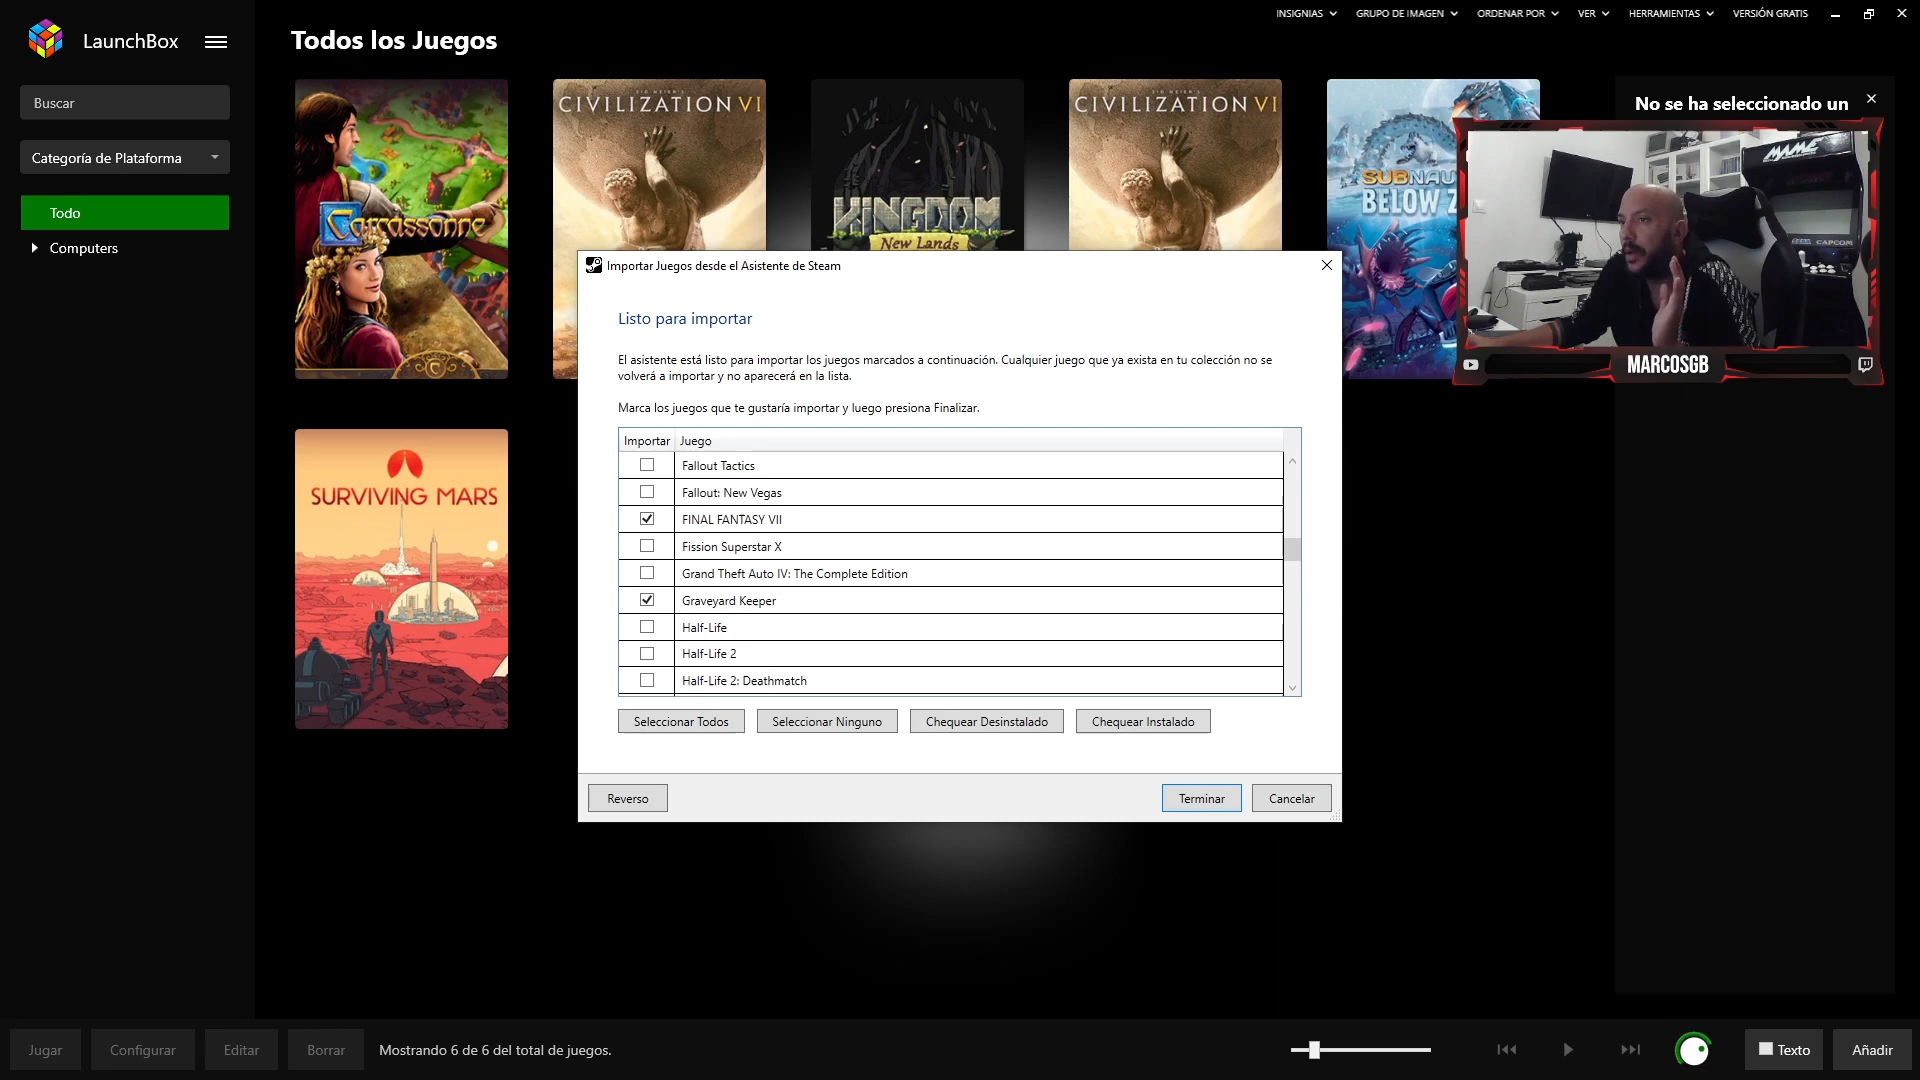 LaunchBox
Todos los Juegos
INSIGNIAS
GRUPO DE IMAGEN
ORDENAR POR
VER
HERRAMIENTAS
VERSIÓN GRATIS
Buscar
Categoría de Plataforma
Todo
Computers
Carcassonne
SID MEIER'S
CIVILIZATION VI
KINGDOM
New Lands
SID MEIER'S
CIVILIZATION VI
SUBNAU
BELOW Z
No se ha seleccionado un
MAME
SEGA CAPCOM
MARCOSGB
SURVIVING MARS
Importar Juegos desde el Asistente de Steam
Listo para importar
El asistente está listo para importar los juegos marcados a continuación. Cualquier juego que ya exista en tu colección no se
volverá a importar y no aparecerá en la lista.
Marca los juegos que te gustaría importar y luego presiona Finalizar.
Importar Juego
Fallout Tactics
Fallout: New Vegas
FINAL FANTASY VII
Fission Superstar X
Grand Theft Auto IV: The Complete Edition
Graveyard Keeper
Half-Life
Half-Life 2
Half-Life 2: Deathmatch
Seleccionar Todos
Seleccionar Ninguno
Chequear Desinstalado
Chequear Instalado
Reverso
Terminar
Cancelar
Jugar
Configurar
Editar
Borrar
Mostrando 6 de 6 del total de juegos.
Texto
Añadir